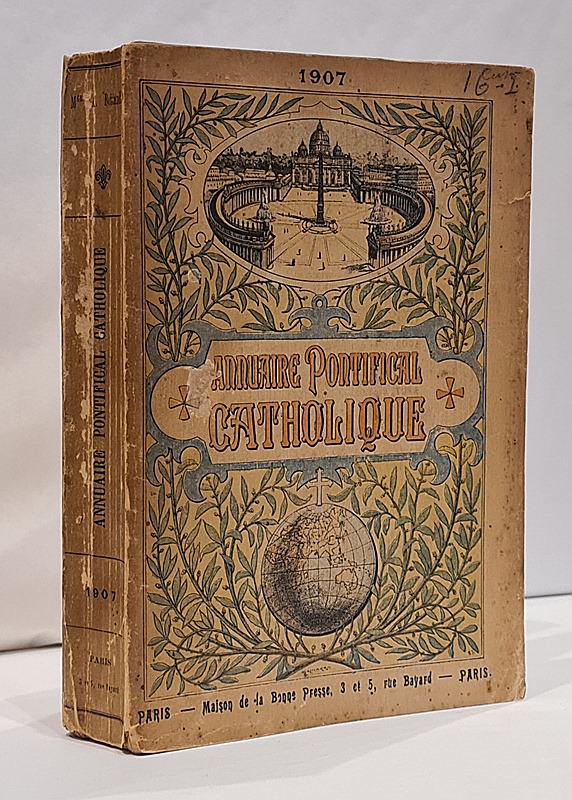 1907
ANNUAIRE PONTIFICAL
CATHOLIQUE
PARIS — Maison de la Bonne Presse, 3 et 5, rue Bayard — PARIS.
ANNUAIRE PONTIFICAL CATHOLIQUE
1907
PARIS